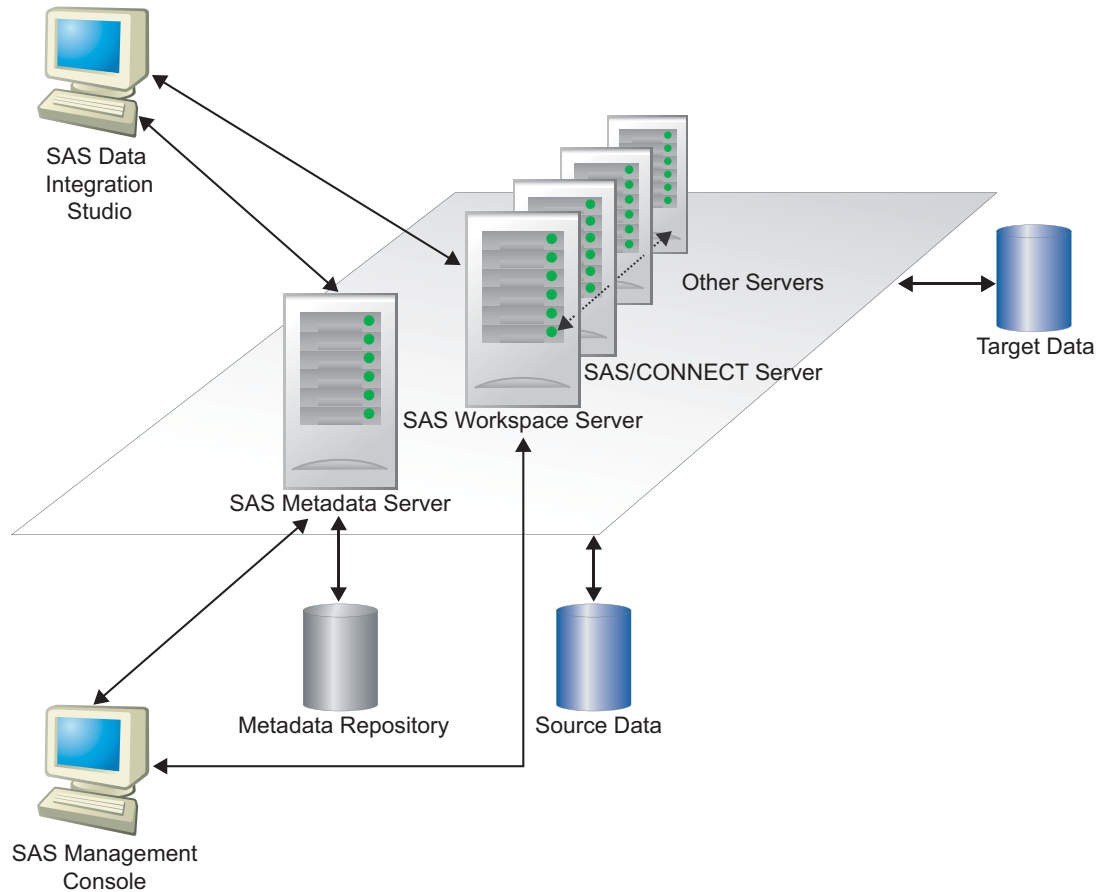 SAS Data
Integration
Studio
Other Servers
Target Data
SAS/CONNECT Server
SAS Workspace Server
SAS Metadata Server
Metadata Repository
Source Data
SAS Management
Console